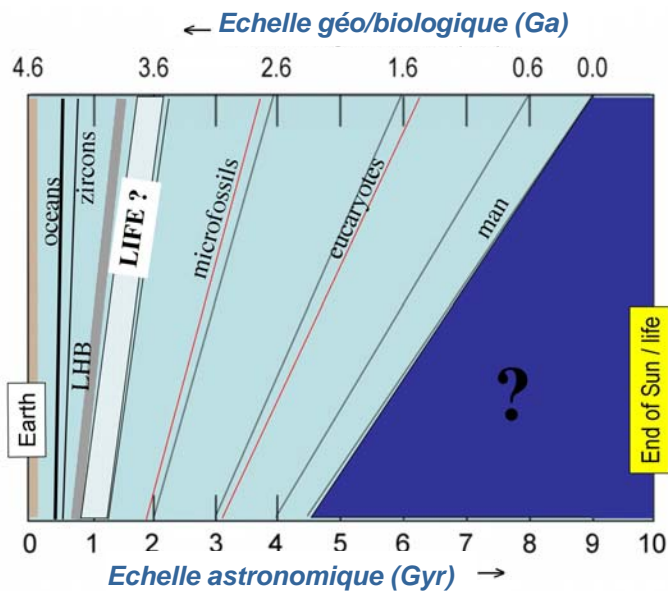 ← Echelle géo/biologique (Ga)
4.6 3.6 2.6 1.6 0.6 0.0
oceans
zircons
LHB
LIFE ?
microfossils
eucaryotes
man
?
Earth
End of Sun / life
0 1 2 3 4 5 6 7 8 9 10
Echelle astronomique (Gyr) →